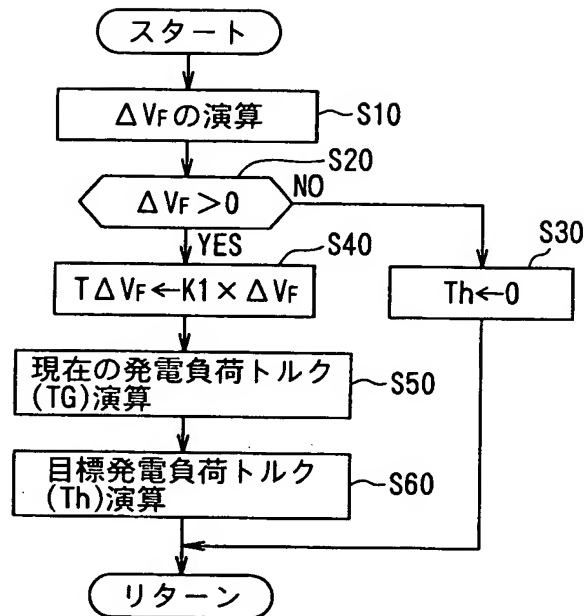 スタート
ΔVFの演算
S10
S20
ΔVF>0
NO
YES
S40
S30
TΔVF←K1×ΔVF
Th←0
現在の発電負荷トルク
(TG)演算
S50
目標発電負荷トルク
(Th)演算
S60
リターン